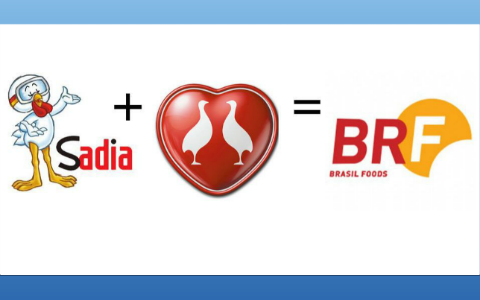 Sadia
+
=
BRF
BRASIL FOODS